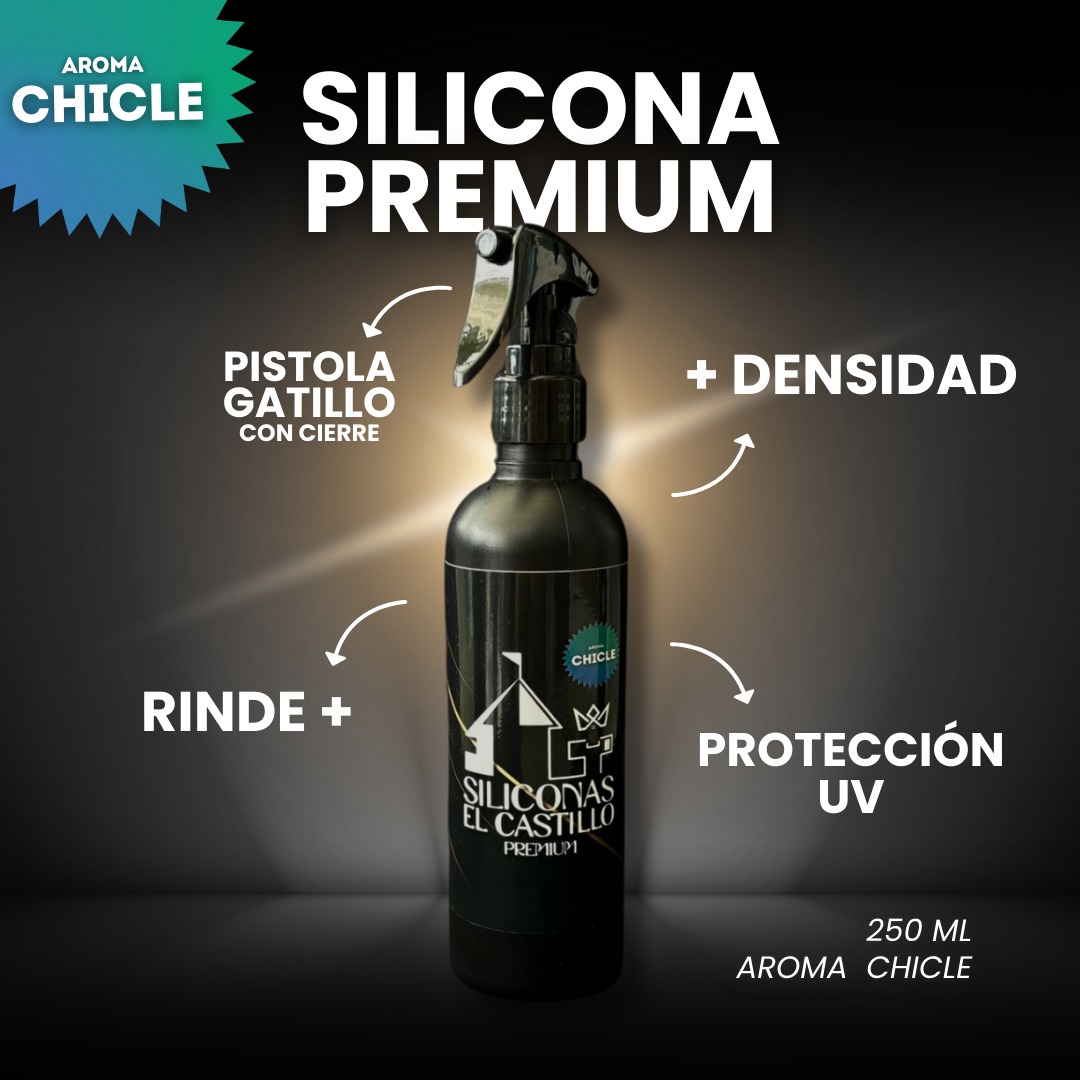 AROMA
CHICLE
SILICONA
PREMIUM
PISTOLA
GATILLO
CON CIERRE
+ DENSIDAD
RINDE +
PROTECCIÓN
UV
CHICLE
SILICONAS
EL CASTILLO
PREMIUM
250 ML
AROMA CHICLE